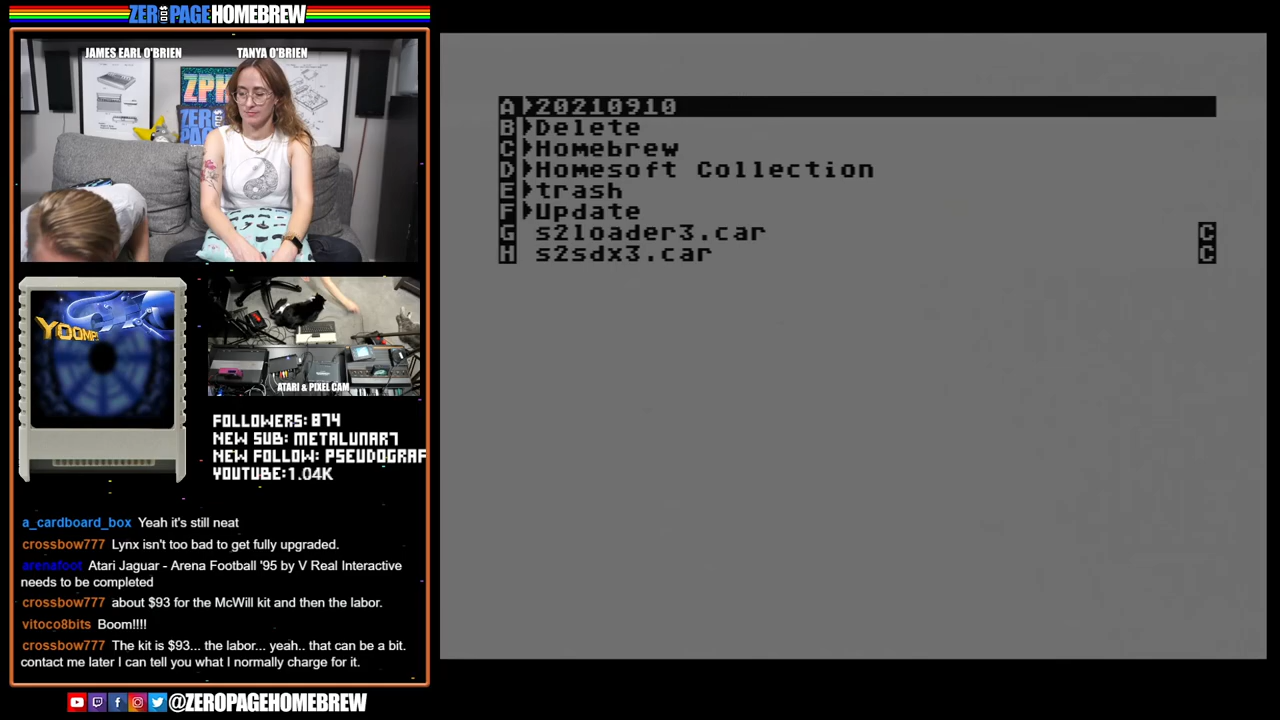 ZEROPAGE HOMEBREW
JAMES EARL O'BRIEN
TANYA O'BRIEN
ZPH
YOOMP!
ATARI & PIXEL CAM
FOLLOWERS: 874
NEW SUB: METALUNAR7
NEW FOLLOW: PSEUDOGRAF
YOUTUBE:1.04K
a_cardboard_box Yeah it's still neat
crossbow777 Lynx isn't too bad to get fully upgraded.
arenafoot Atari Jaguar - Arena Football '95 by V Real Interactive
needs to be completed
crossbow777 about $93 for the McWill kit and then the labor.
vitoco8bits Boom!!!!
crossbow777 The kit is $93... the labor... yeah.. that can be a bit.
contact me later I can tell you what I normally charge for it.
@ZEROPAGEHOMEBREW
A 20210910
B Delete
C Homebrew
D Homesoft Collection
E trash
F Update
G s2loader3.car C
H s2sdx3.car C